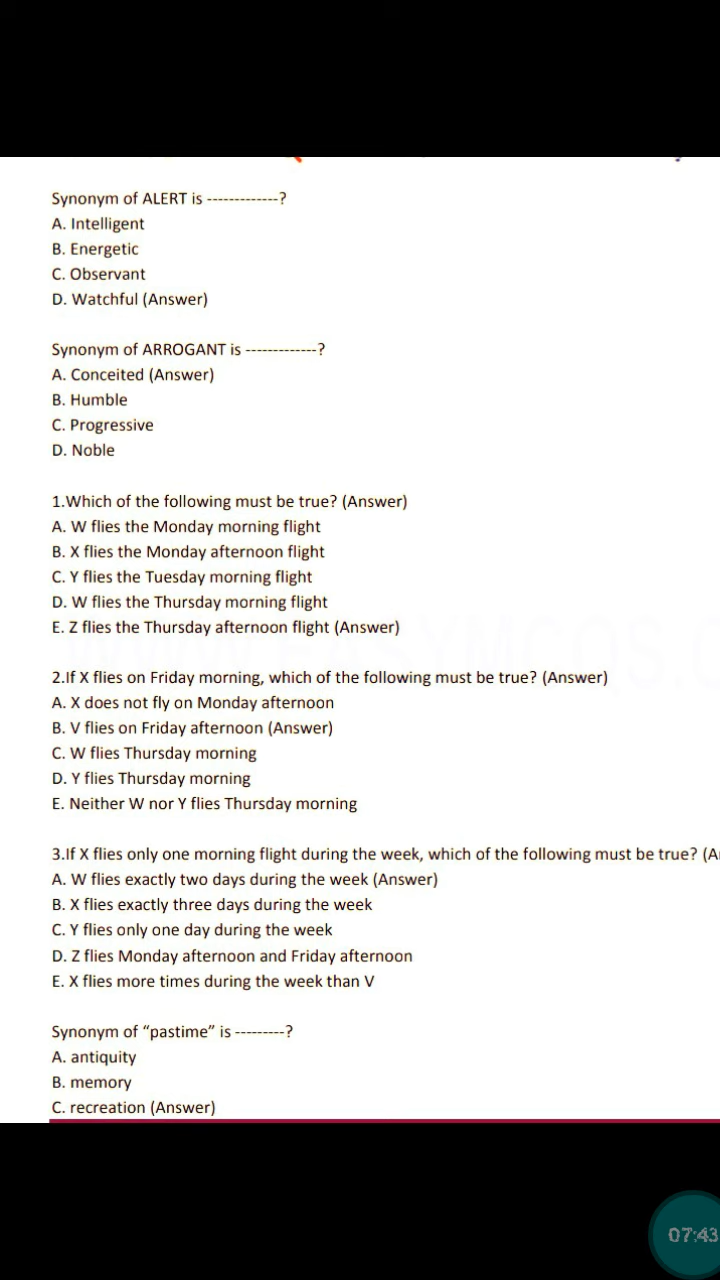 Synonym of ALERT is -------------?
A. Intelligent
B. Energetic
C. Observant
D. Watchful (Answer)
Synonym of ARROGANT is -------------?
A. Conceited (Answer)
B. Humble
C. Progressive
D. Noble
1.Which of the following must be true? (Answer)
A. W flies the Monday morning flight
B. X flies the Monday afternoon flight
C. Y flies the Tuesday morning flight
D. W flies the Thursday morning flight
E. Z flies the Thursday afternoon flight (Answer)
2.If X flies on Friday morning, which of the following must be true? (Answer)
A. X does not fly on Monday afternoon
B. V flies on Friday afternoon (Answer)
C. W flies Thursday morning
D. Y flies Thursday morning
E. Neither W nor Y flies Thursday morning
3.If X flies only one morning flight during the week, which of the following must be true? (A
A. W flies exactly two days during the week (Answer)
B. X flies exactly three days during the week
C. Y flies only one day during the week
D. Z flies Monday afternoon and Friday afternoon
E. X flies more times during the week than V
Synonym of “pastime” is ---------?
A. antiquity
B. memory
C. recreation (Answer)
07:43